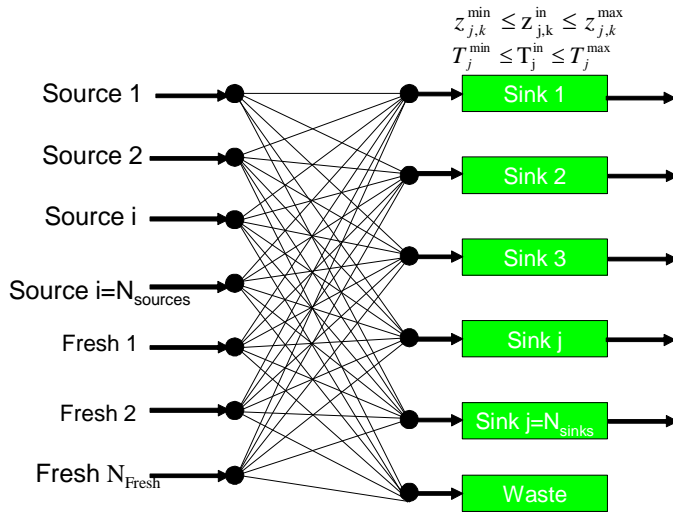 z_{j,k}^{min} ≤ z_{j,k}^{in} ≤ z_{j,k}^{max}
T_j^{min} ≤ T_j^{in} ≤ T_j^{max}
Source 1
Sink 1
Source 2
Sink 2
Source i
Sink 3
Source i=N_{sources}
Fresh 1
Sink j
Fresh 2
Sink j=N_{sinks}
Fresh N_{Fresh}
Waste